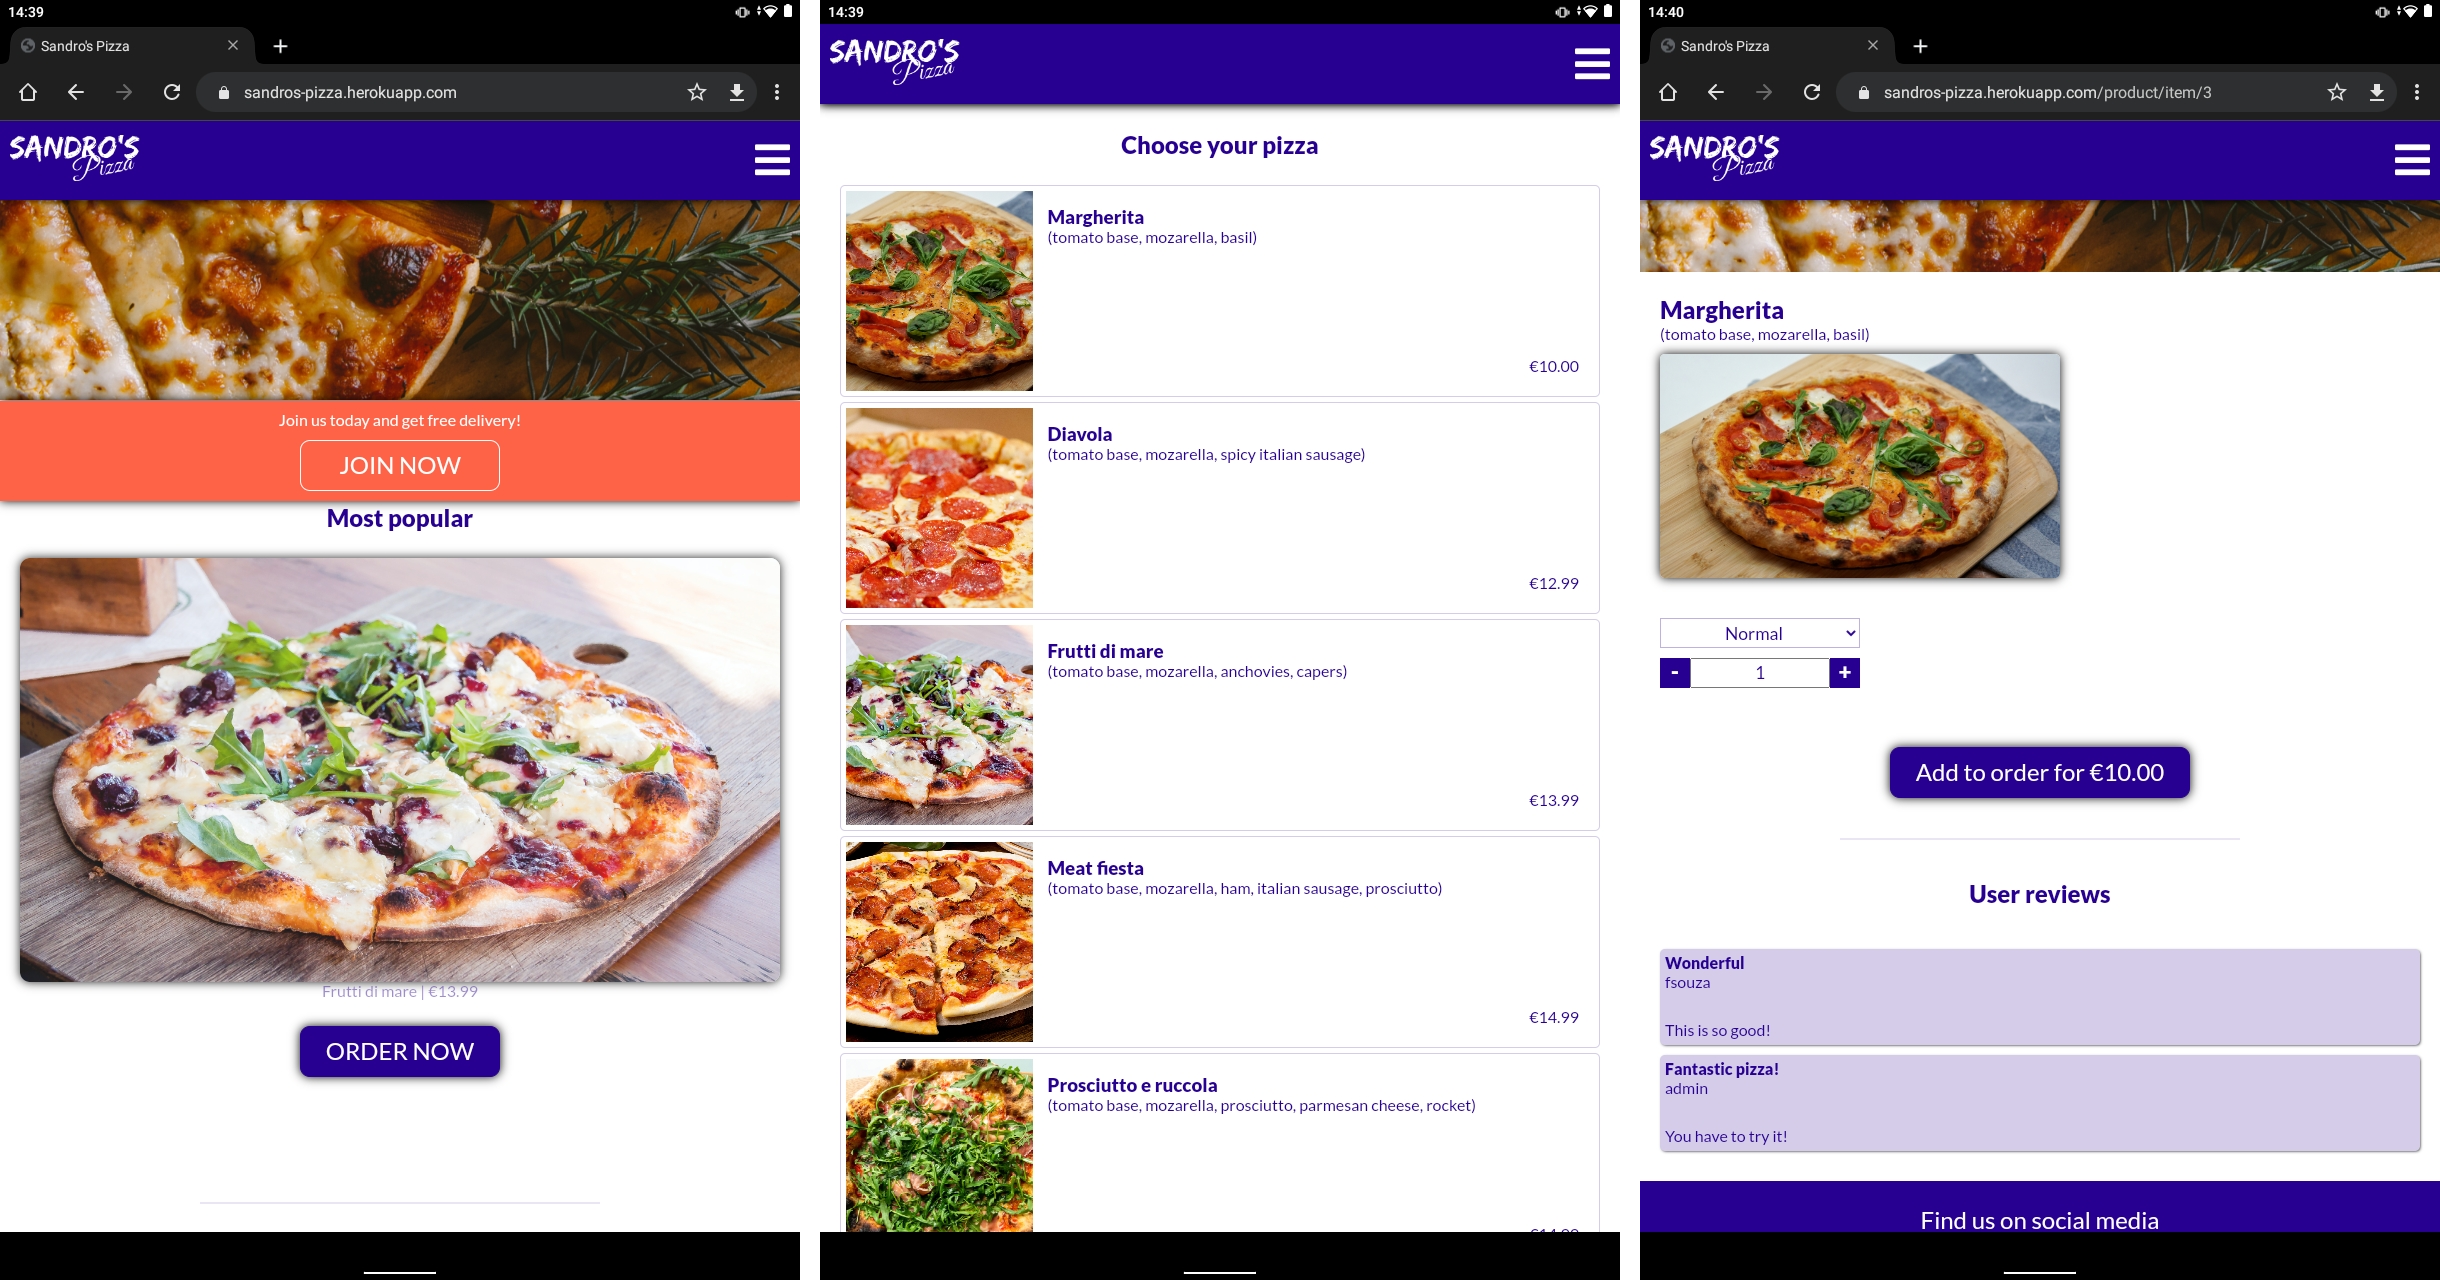 14:39
Sandro's Pizza
sandros-pizza.herokuapp.com
SANDRO'S
Pizza
Join us today and get free delivery!
JOIN NOW
Most popular
Frutti di mare | €13.99
ORDER NOW
14:39
SANDRO'S
Pizza
Choose your pizza
Margherita
(tomato base, mozarella, basil)
€10.00
Diavola
(tomato base, mozarella, spicy italian sausage)
€12.99
Frutti di mare
(tomato base, mozarella, anchovies, capers)
€13.99
Meat fiesta
(tomato base, mozarella, ham, italian sausage, prosciutto)
€14.99
Prosciutto e ruccola
(tomato base, mozarella, prosciutto, parmesan cheese, rocket)
14:40
Sandro's Pizza
sandros-pizza.herokuapp.com/product/item/3
SANDRO'S
Pizza
Margherita
(tomato base, mozarella, basil)
Normal
- 1 +
Add to order for €10.00
User reviews
Wonderful
fsouza
This is so good!
Fantastic pizza!
admin
You have to try it!
Find us on social media